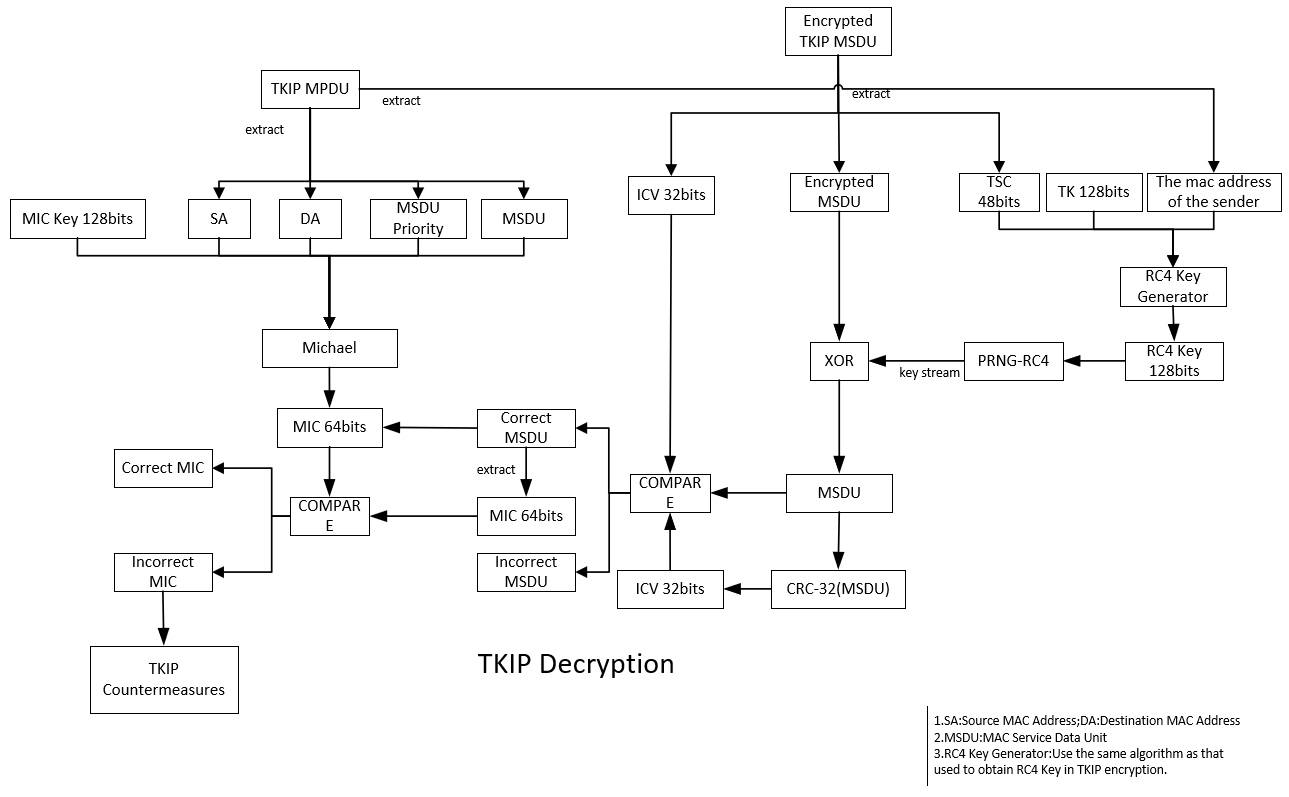 Encrypted
TKIP MSDU
TKIP MPDU
extract
extract
extract
ICV 32bits
Encrypted
MSDU
TSC
48bits
TK 128bits
The mac address
of the sender
MIC Key 128bits
SA
DA
MSDU
Priority
MSDU
RC4 Key
Generator
Michael
XOR
key stream
PRNG-RC4
RC4 Key
128bits
MIC 64bits
Correct
MSDU
Correct MIC
extract
COMPAR
E
MIC 64bits
COMPAR
E
MSDU
Incorrect
MIC
Incorrect
MSDU
ICV 32bits
CRC-32(MSDU)
TKIP
Countermeasures
TKIP Decryption
1.SA:Source MAC Address;DA:Destination MAC Address
2.MSDU:MAC Service Data Unit
3.RC4 Key Generator:Use the same algorithm as that
used to obtain RC4 Key in TKIP encryption.